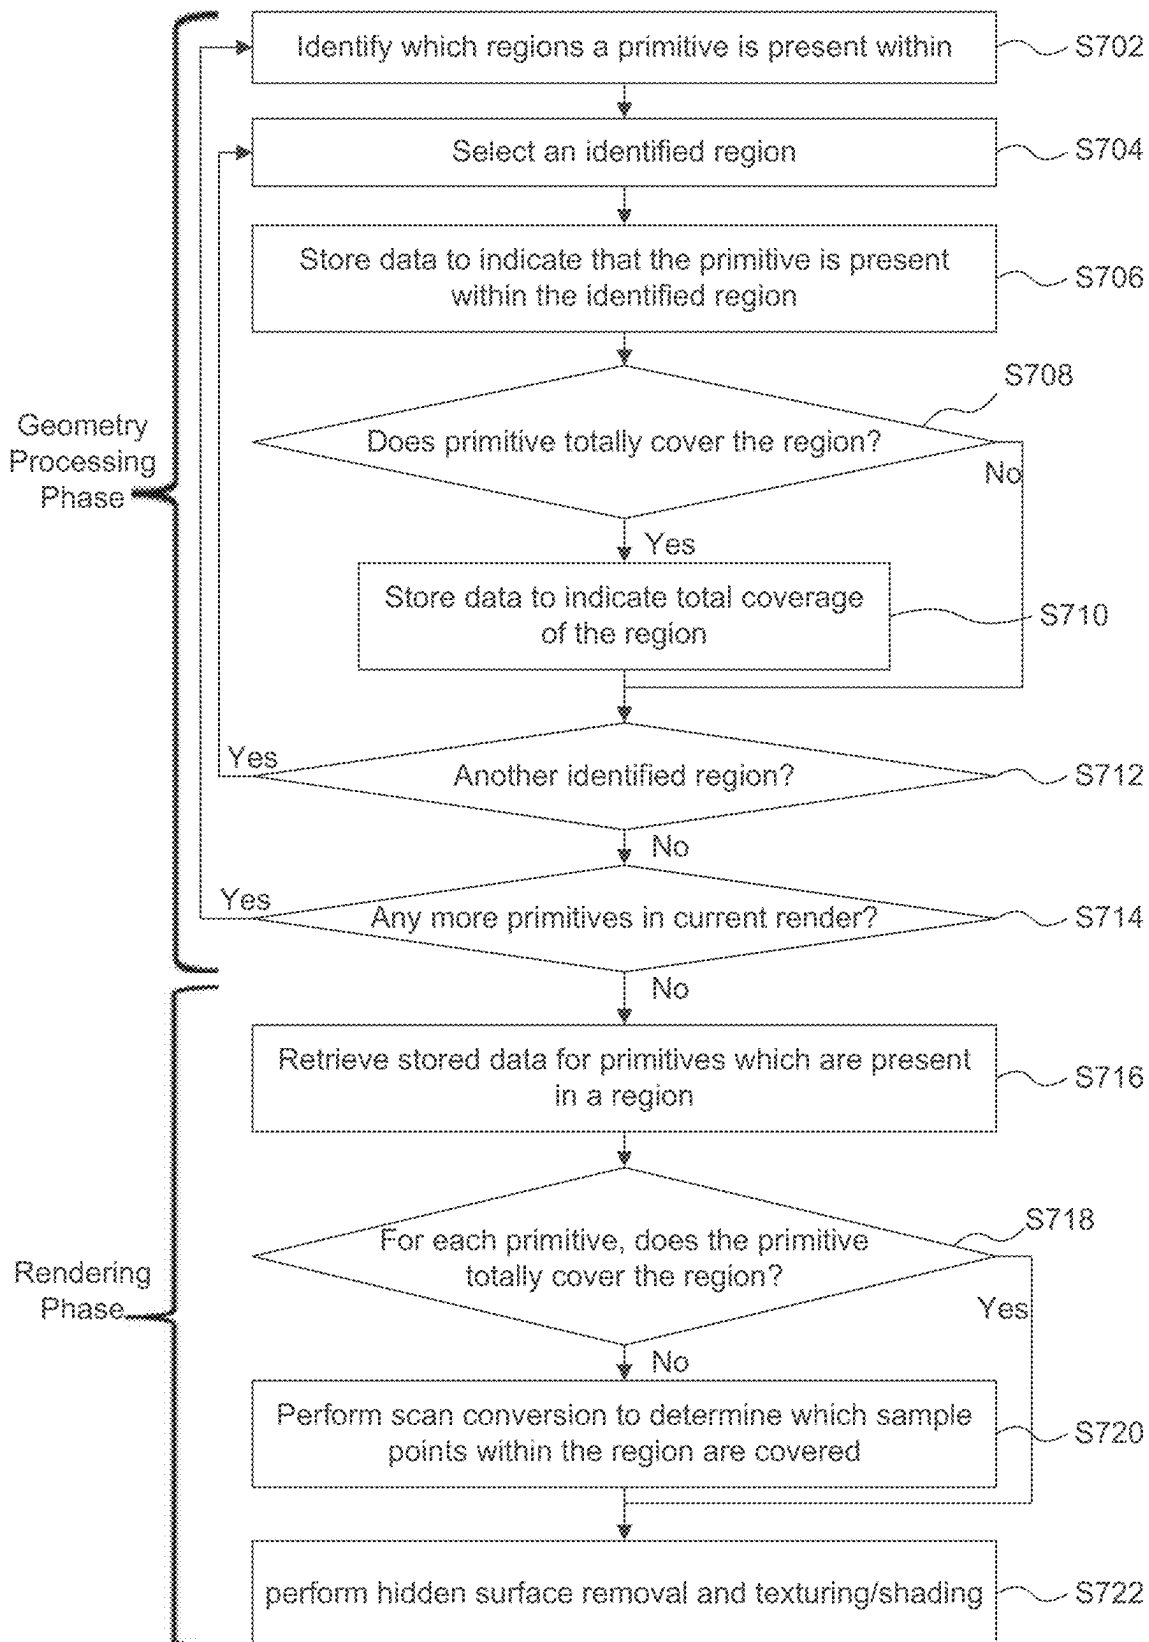 Identify which regions a primitive is present within
S702
Select an identified region
S704
Store data to indicate that the primitive is present
within the identified region
S706
S708
Does primitive totally cover the region?
No
Yes
Geometry
Processing
Phase
Store data to indicate total coverage
of the region
S710
Yes
Another identified region?
S712
No
Yes
Any more primitives in current render?
S714
No
Retrieve stored data for primitives which are present
in a region
S716
S718
For each primitive, does the primitive
totally cover the region?
Yes
No
Rendering
Phase
Perform scan conversion to determine which sample
points within the region are covered
S720
perform hidden surface removal and texturing/shading
S722